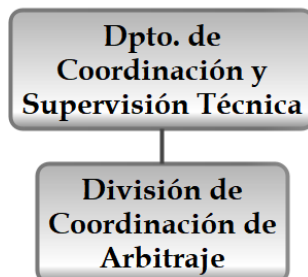 Dpto. de
Coordinación y
Supervisión Técnica
División de
Coordinación de
Arbitraje